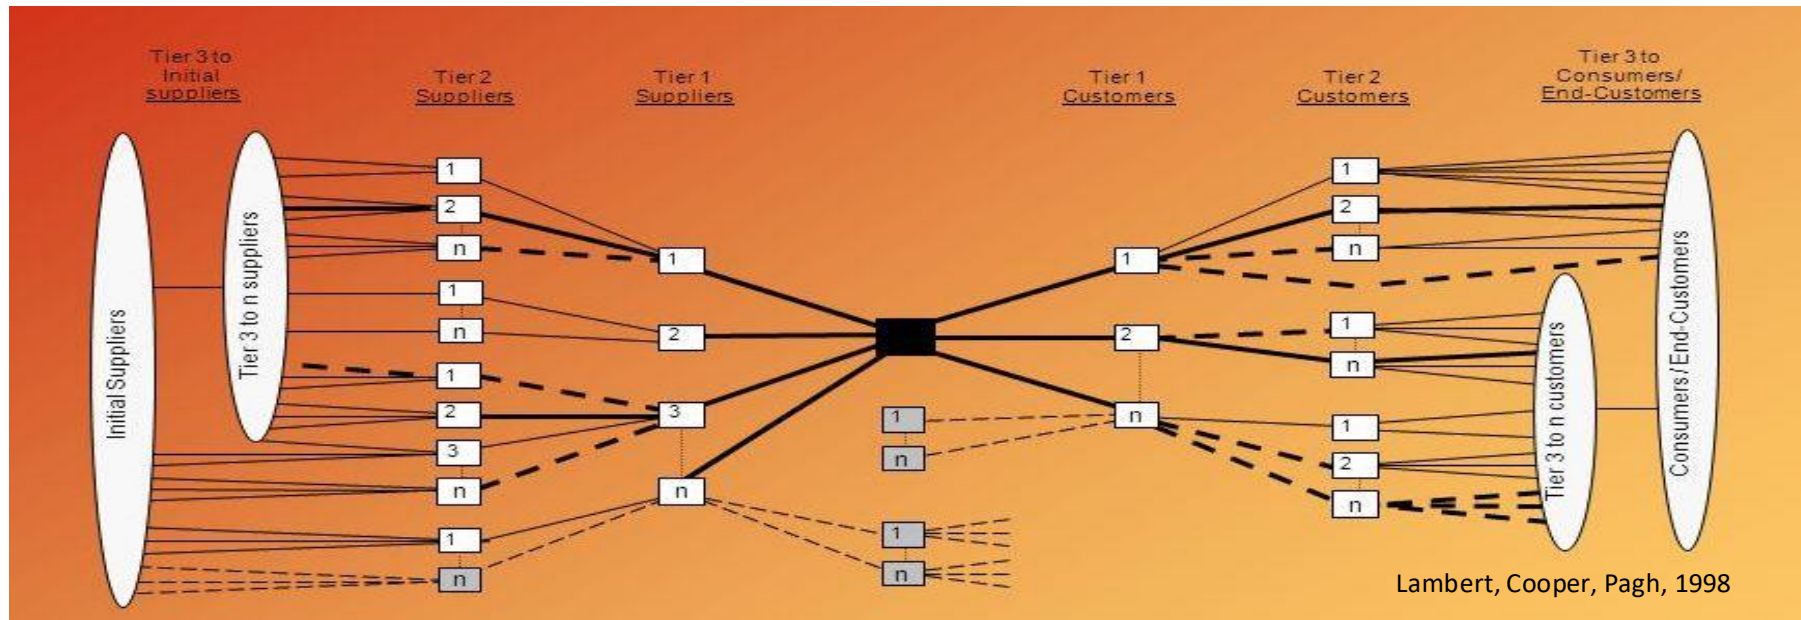 Tier 3 to
Initial
suppliers
Tier 2
Suppliers
Tier 1
Suppliers
Tier 1
Customers
Tier 2
Customers
Tier 3 to
Consumers/
End-Customers
Initial Suppliers
Tier 3 to n suppliers
1
2
n
1
n
1
2
3
n
1
n
1
2
3
n
1
n
1
n
1
2
n
1
2
n
1
n
1
2
n
Tier 3 to n customers
Consumers / End-Customers
Lambert, Cooper, Pagh, 1998